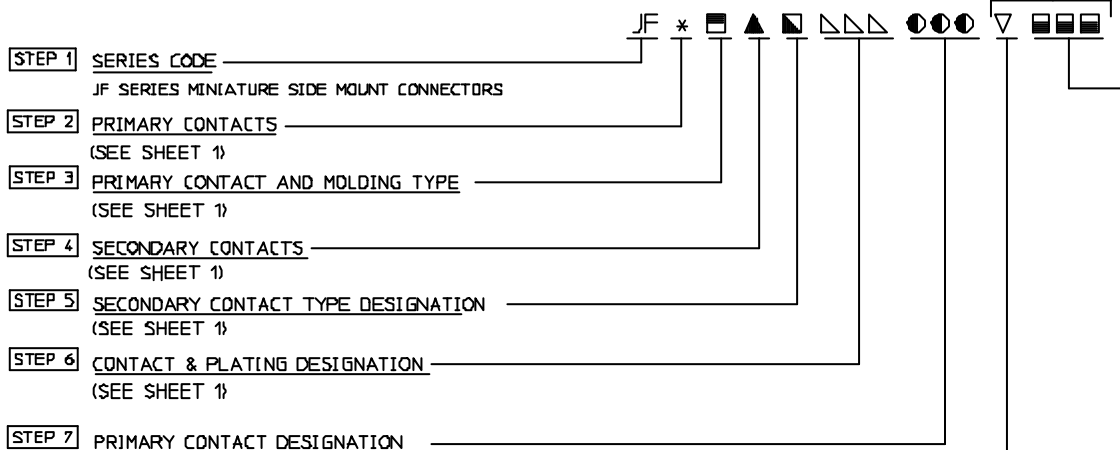 JF * ⬒ ▲ ◪ ◺◺◺ ◐◐◐ ▽ ⬓⬓⬓
STEP 1 SERIES CODE
JF SERIES MINIATURE SIDE MOUNT CONNECTORS
STEP 2 PRIMARY CONTACTS
(SEE SHEET 1)
STEP 3 PRIMARY CONTACT AND MOLDING TYPE
(SEE SHEET 1)
STEP 4 SECONDARY CONTACTS
(SEE SHEET 1)
STEP 5 SECONDARY CONTACT TYPE DESIGNATION
(SEE SHEET 1)
STEP 6 CONTACT & PLATING DESIGNATION
(SEE SHEET 1)
STEP 7 PRIMARY CONTACT DESIGNATION